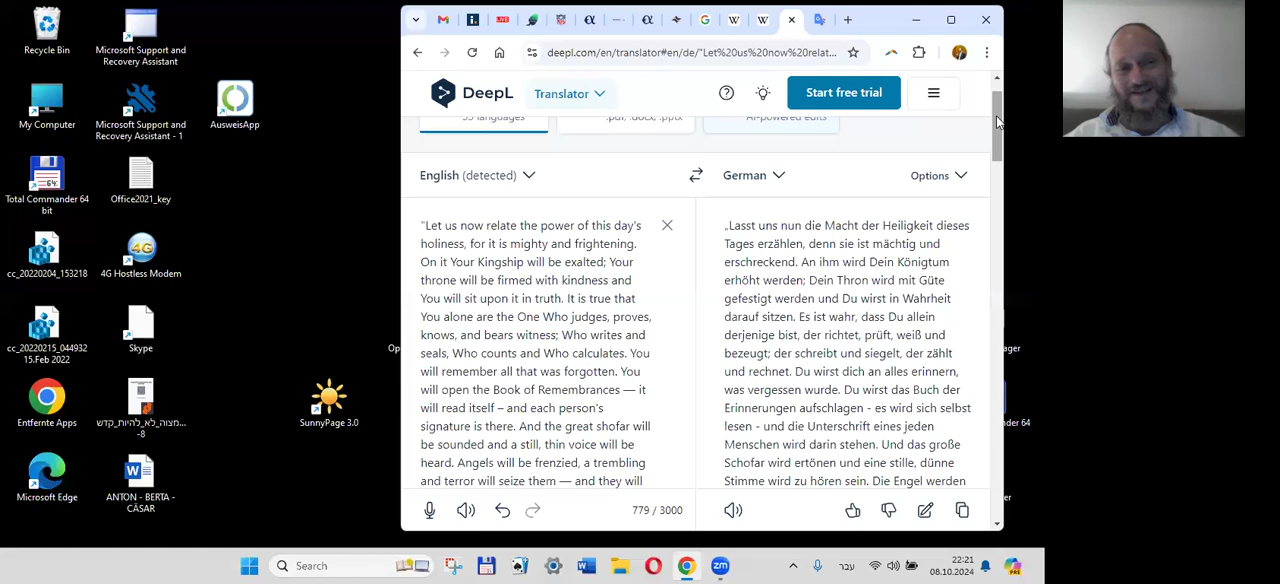 Recycle Bin
Microsoft Support and
Recovery Assistant
My Computer
Microsoft Support and
Recovery Assistant - 1
AusweisApp
Total Commander 64
bit
Office2021_key
cc_20220204_153218
4G Hostless Modem
cc_20220215_044932
15.Feb 2022
Skype
Entfernte Apps
...מצוה_לא_להיות_קדש
-8
SunnyPage 3.0
Microsoft Edge
ANTON - BERTA -
CÄSAR
LIVE
deepl.com/en/translator#en/de/"Let%20us%20now%20relat...
DeepL
Translator
Start free trial
.pdf, .docx, .pptx
AI-powered edits
English (detected)
German
Options
"Let us now relate the power of this day's
holiness, for it is mighty and frightening.
On it Your Kingship will be exalted; Your
throne will be firmed with kindness and
You will sit upon it in truth. It is true that
You alone are the One Who judges, proves,
knows, and bears witness; Who writes and
seals, Who counts and Who calculates. You
will remember all that was forgotten. You
will open the Book of Remembrances — it
will read itself – and each person's
signature is there. And the great shofar will
be sounded and a still, thin voice will be
heard. Angels will be frenzied, a trembling
and terror will seize them — and they will
„Lasst uns nun die Macht der Heiligkeit dieses
Tages erzählen, denn sie ist mächtig und
erschreckend. An ihm wird Dein Königtum
erhöht werden; Dein Thron wird mit Güte
gefestigt werden und Du wirst in Wahrheit
darauf sitzen. Es ist wahr, dass Du allein
derjenige bist, der richtet, prüft, weiß und
bezeugt; der schreibt und siegelt, der zählt
und rechnet. Du wirst dich an alles erinnern,
was vergessen wurde. Du wirst das Buch der
Erinnerungen aufschlagen - es wird sich selbst
lesen - und die Unterschrift eines jeden
Menschen wird darin stehen. Und das große
Schofar wird ertönen und eine stille, dünne
Stimme wird zu hören sein. Die Engel werden
779 / 3000
Search
zm
עבר
22:21
08.10.2024